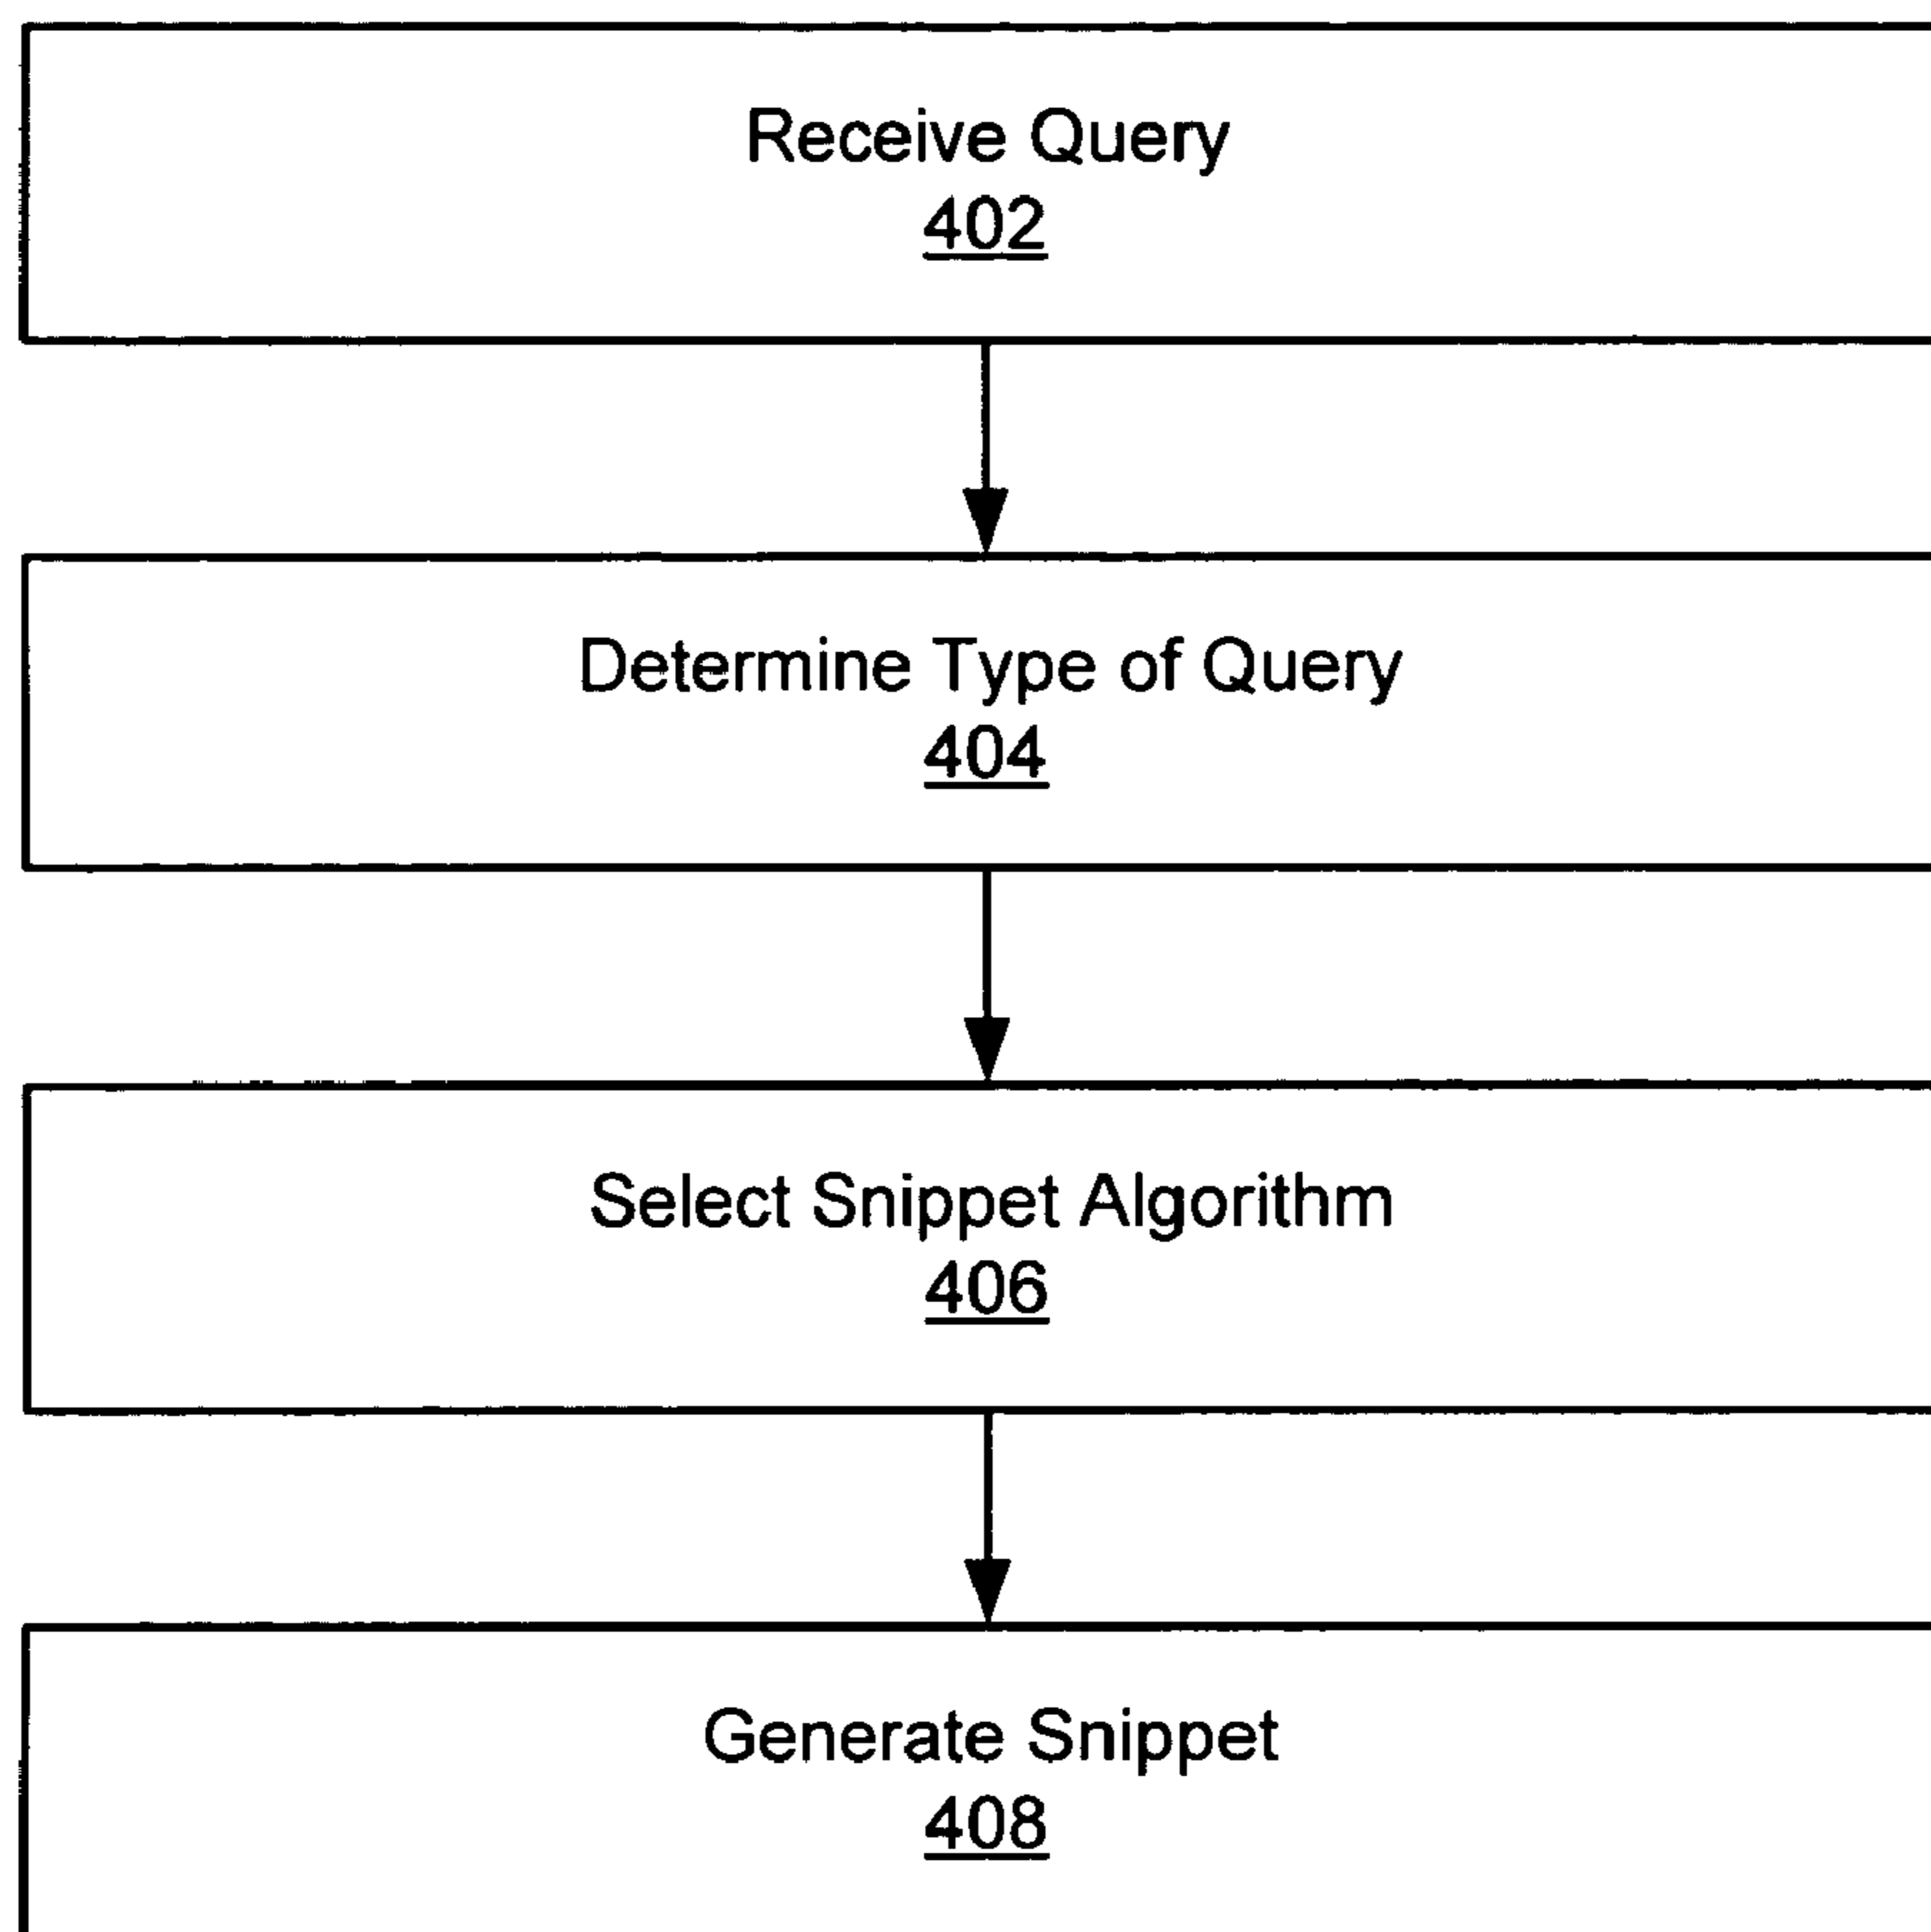 Receive Query
402
Determine Type of Query
404
Select Snippet Algorithm
406
Generate Snippet
408